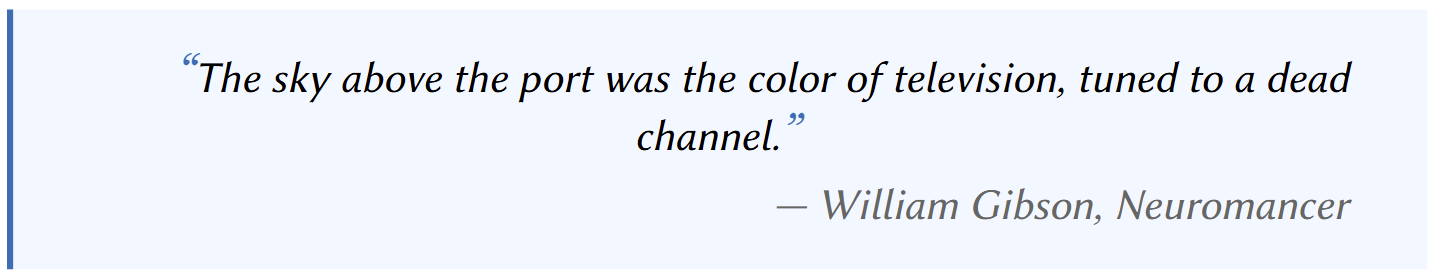 “The sky above the port was the color of television, tuned to a dead
channel.”
— William Gibson, Neuromancer